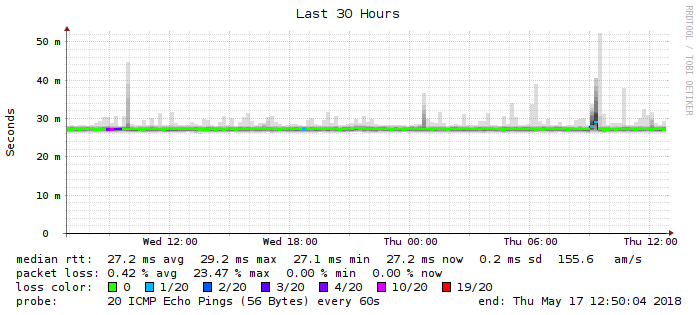 Last 30 Hours
RRDTOOL / TOBI OETIKER
Seconds
50 m
40 m
30 m
20 m
10 m
0
Wed 12:00 Wed 18:00 Thu 00:00 Thu 06:00 Thu 12:00
median rtt: 27.2 ms avg 29.2 ms max 27.1 ms min 27.2 ms now 0.2 ms sd 155.6 am/s
packet loss: 0.42 % avg 23.47 % max 0.00 % min 0.00 % now
loss color: 0 1/20 2/20 3/20 4/20 10/20 19/20
probe: 20 ICMP Echo Pings (56 Bytes) every 60s end: Thu May 17 12:50:04 2018